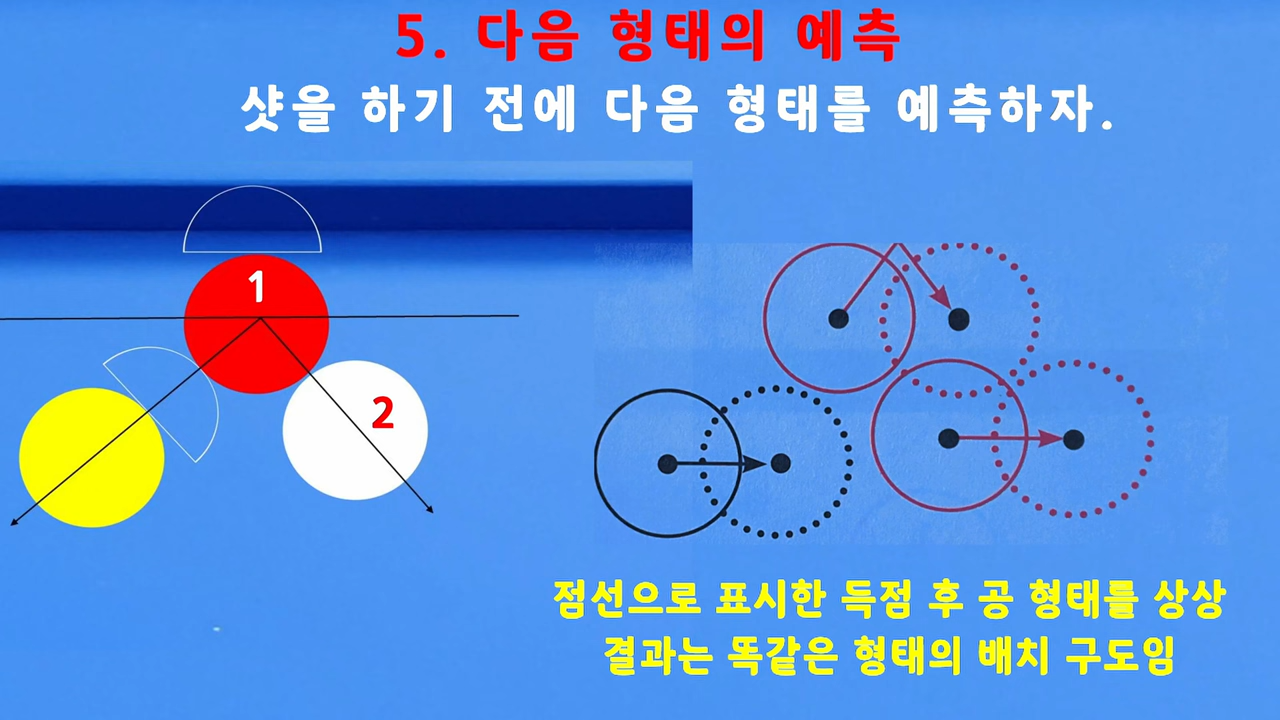 5. 다음 형태의 예측
샷을 하기 전에 다음 형태를 예측하자.
1
2
점선으로 표시한 득점 후 공 형태를 상상
결과는 똑같은 형태의 배치 구도임